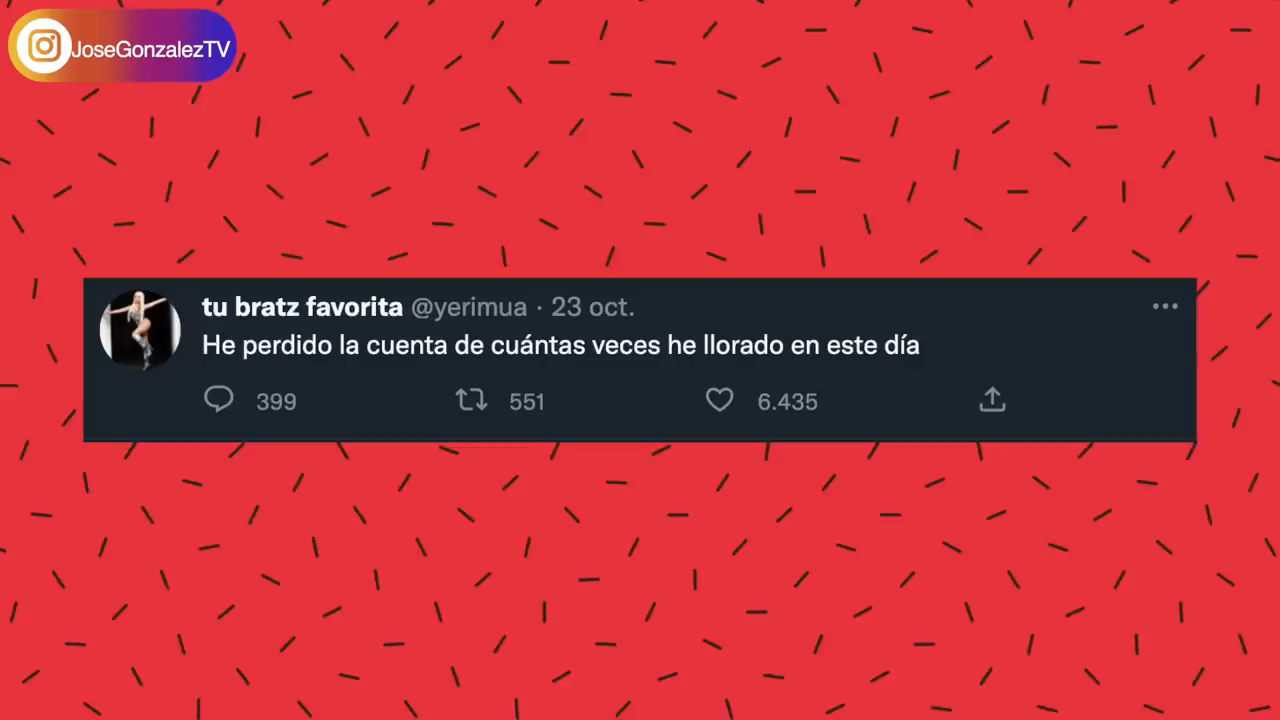 JoseGonzalezTV
tu bratz favorita @yerimua · 23 oct.
He perdido la cuenta de cuántas veces he llorado en este día
399 551 6.435